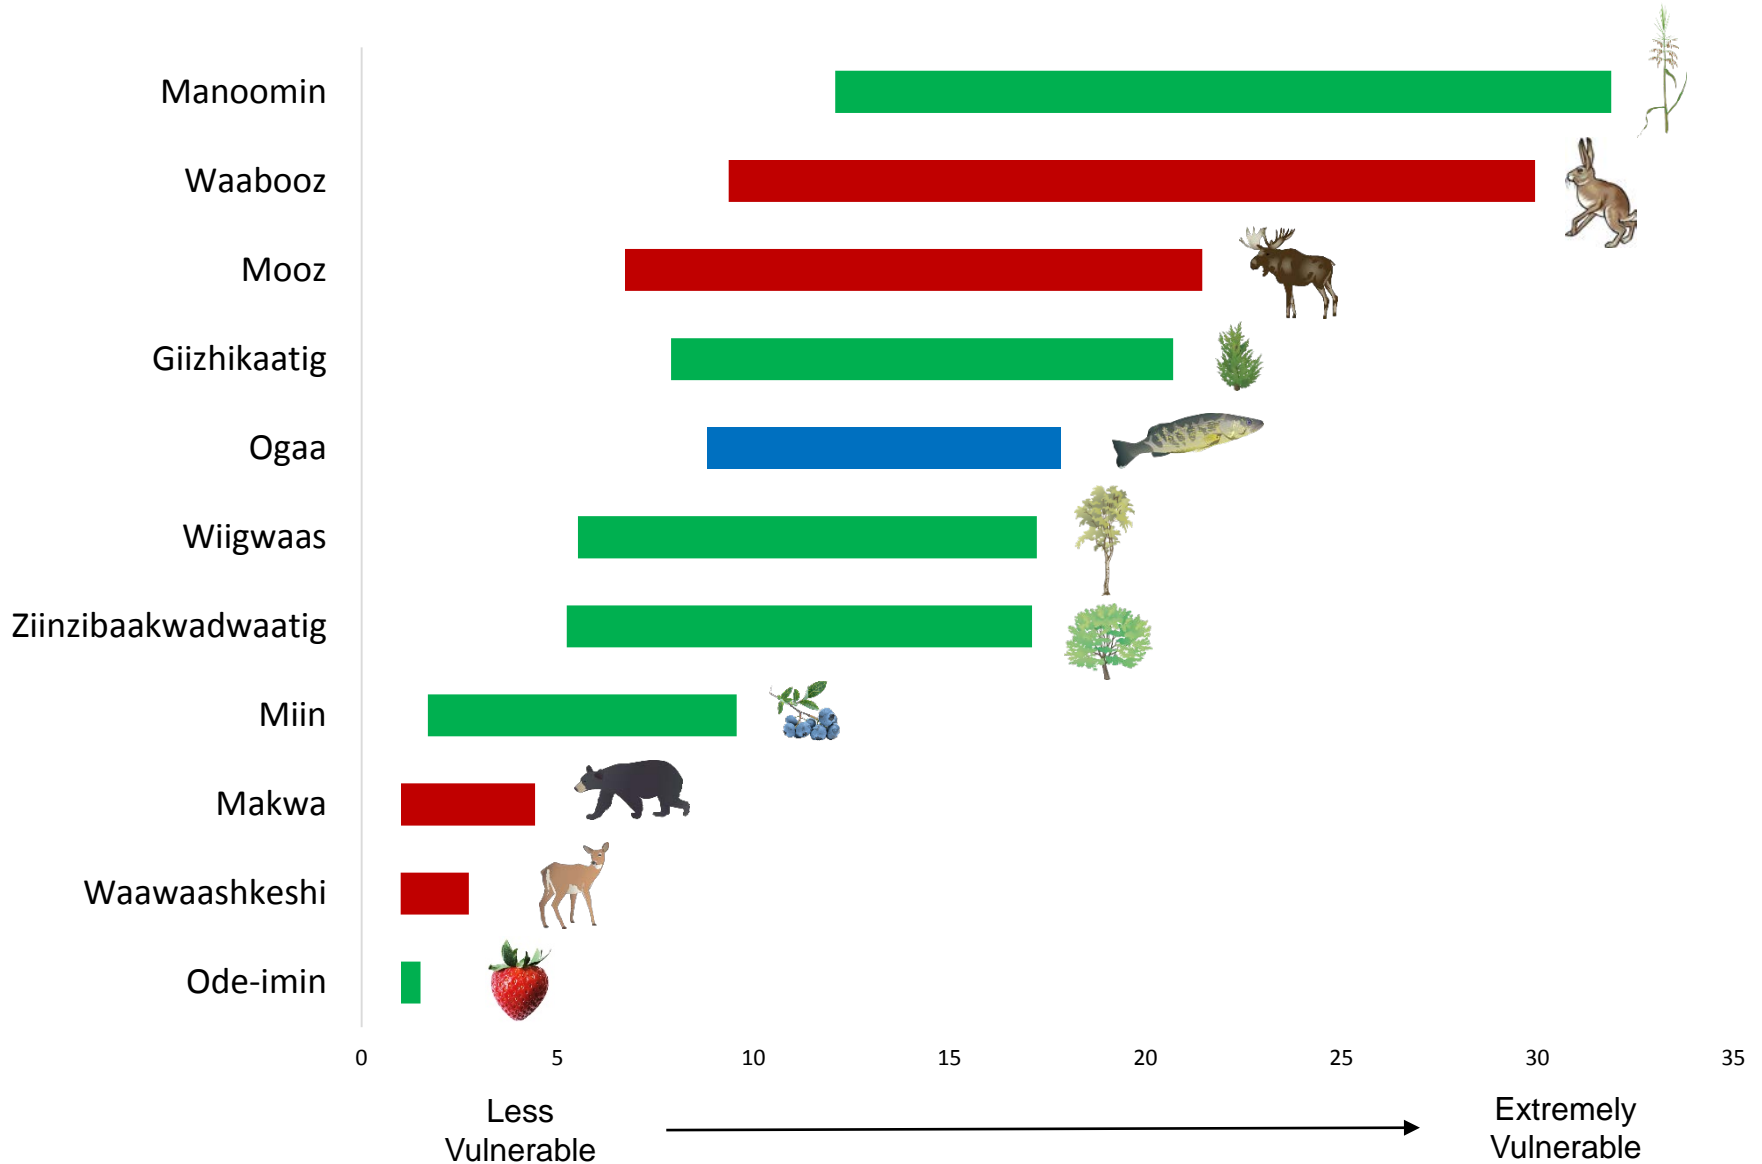 Manoomin
Waabooz
Mooz
Giizhikaatig
Ogaa
Wiigwaas
Ziinzibaakwadwaatig
Miin
Makwa
Waawaashkeshi
Ode-imin
0 5 10 15 20 25 30 35
Less
Vulnerable
Extremely
Vulnerable